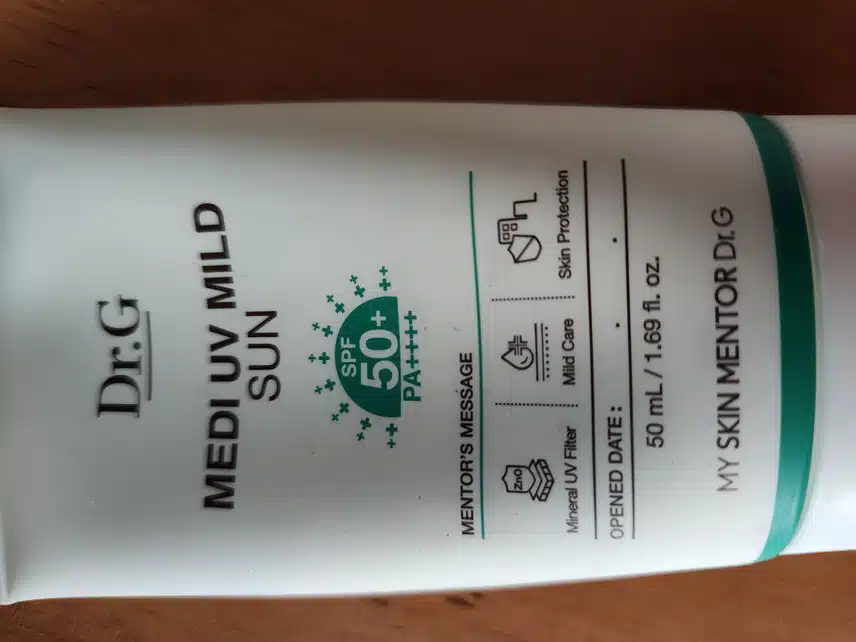 Dr.G
MEDI UV MILD
SUN
SPF
50+
PA++++
MENTOR'S MESSAGE
ZnO
Mineral UV Filter
Mild Care
Skin Protection
OPENED DATE : . .
50 mL / 1.69 fl. oz.
MY SKIN MENTOR Dr.G